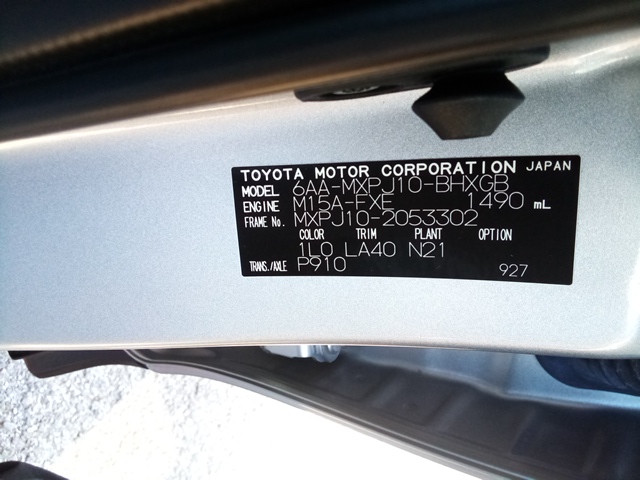 TOYOTA MOTOR CORPORATION JAPAN
MODEL 6AA-MXPJ10-BHXGB
ENGINE M15A-FXE 1490 mL
FRAME No. MXPJ10-2053302
COLOR TRIM PLANT OPTION
1L0 LA40 N21
TRANS./AXLE P910 927